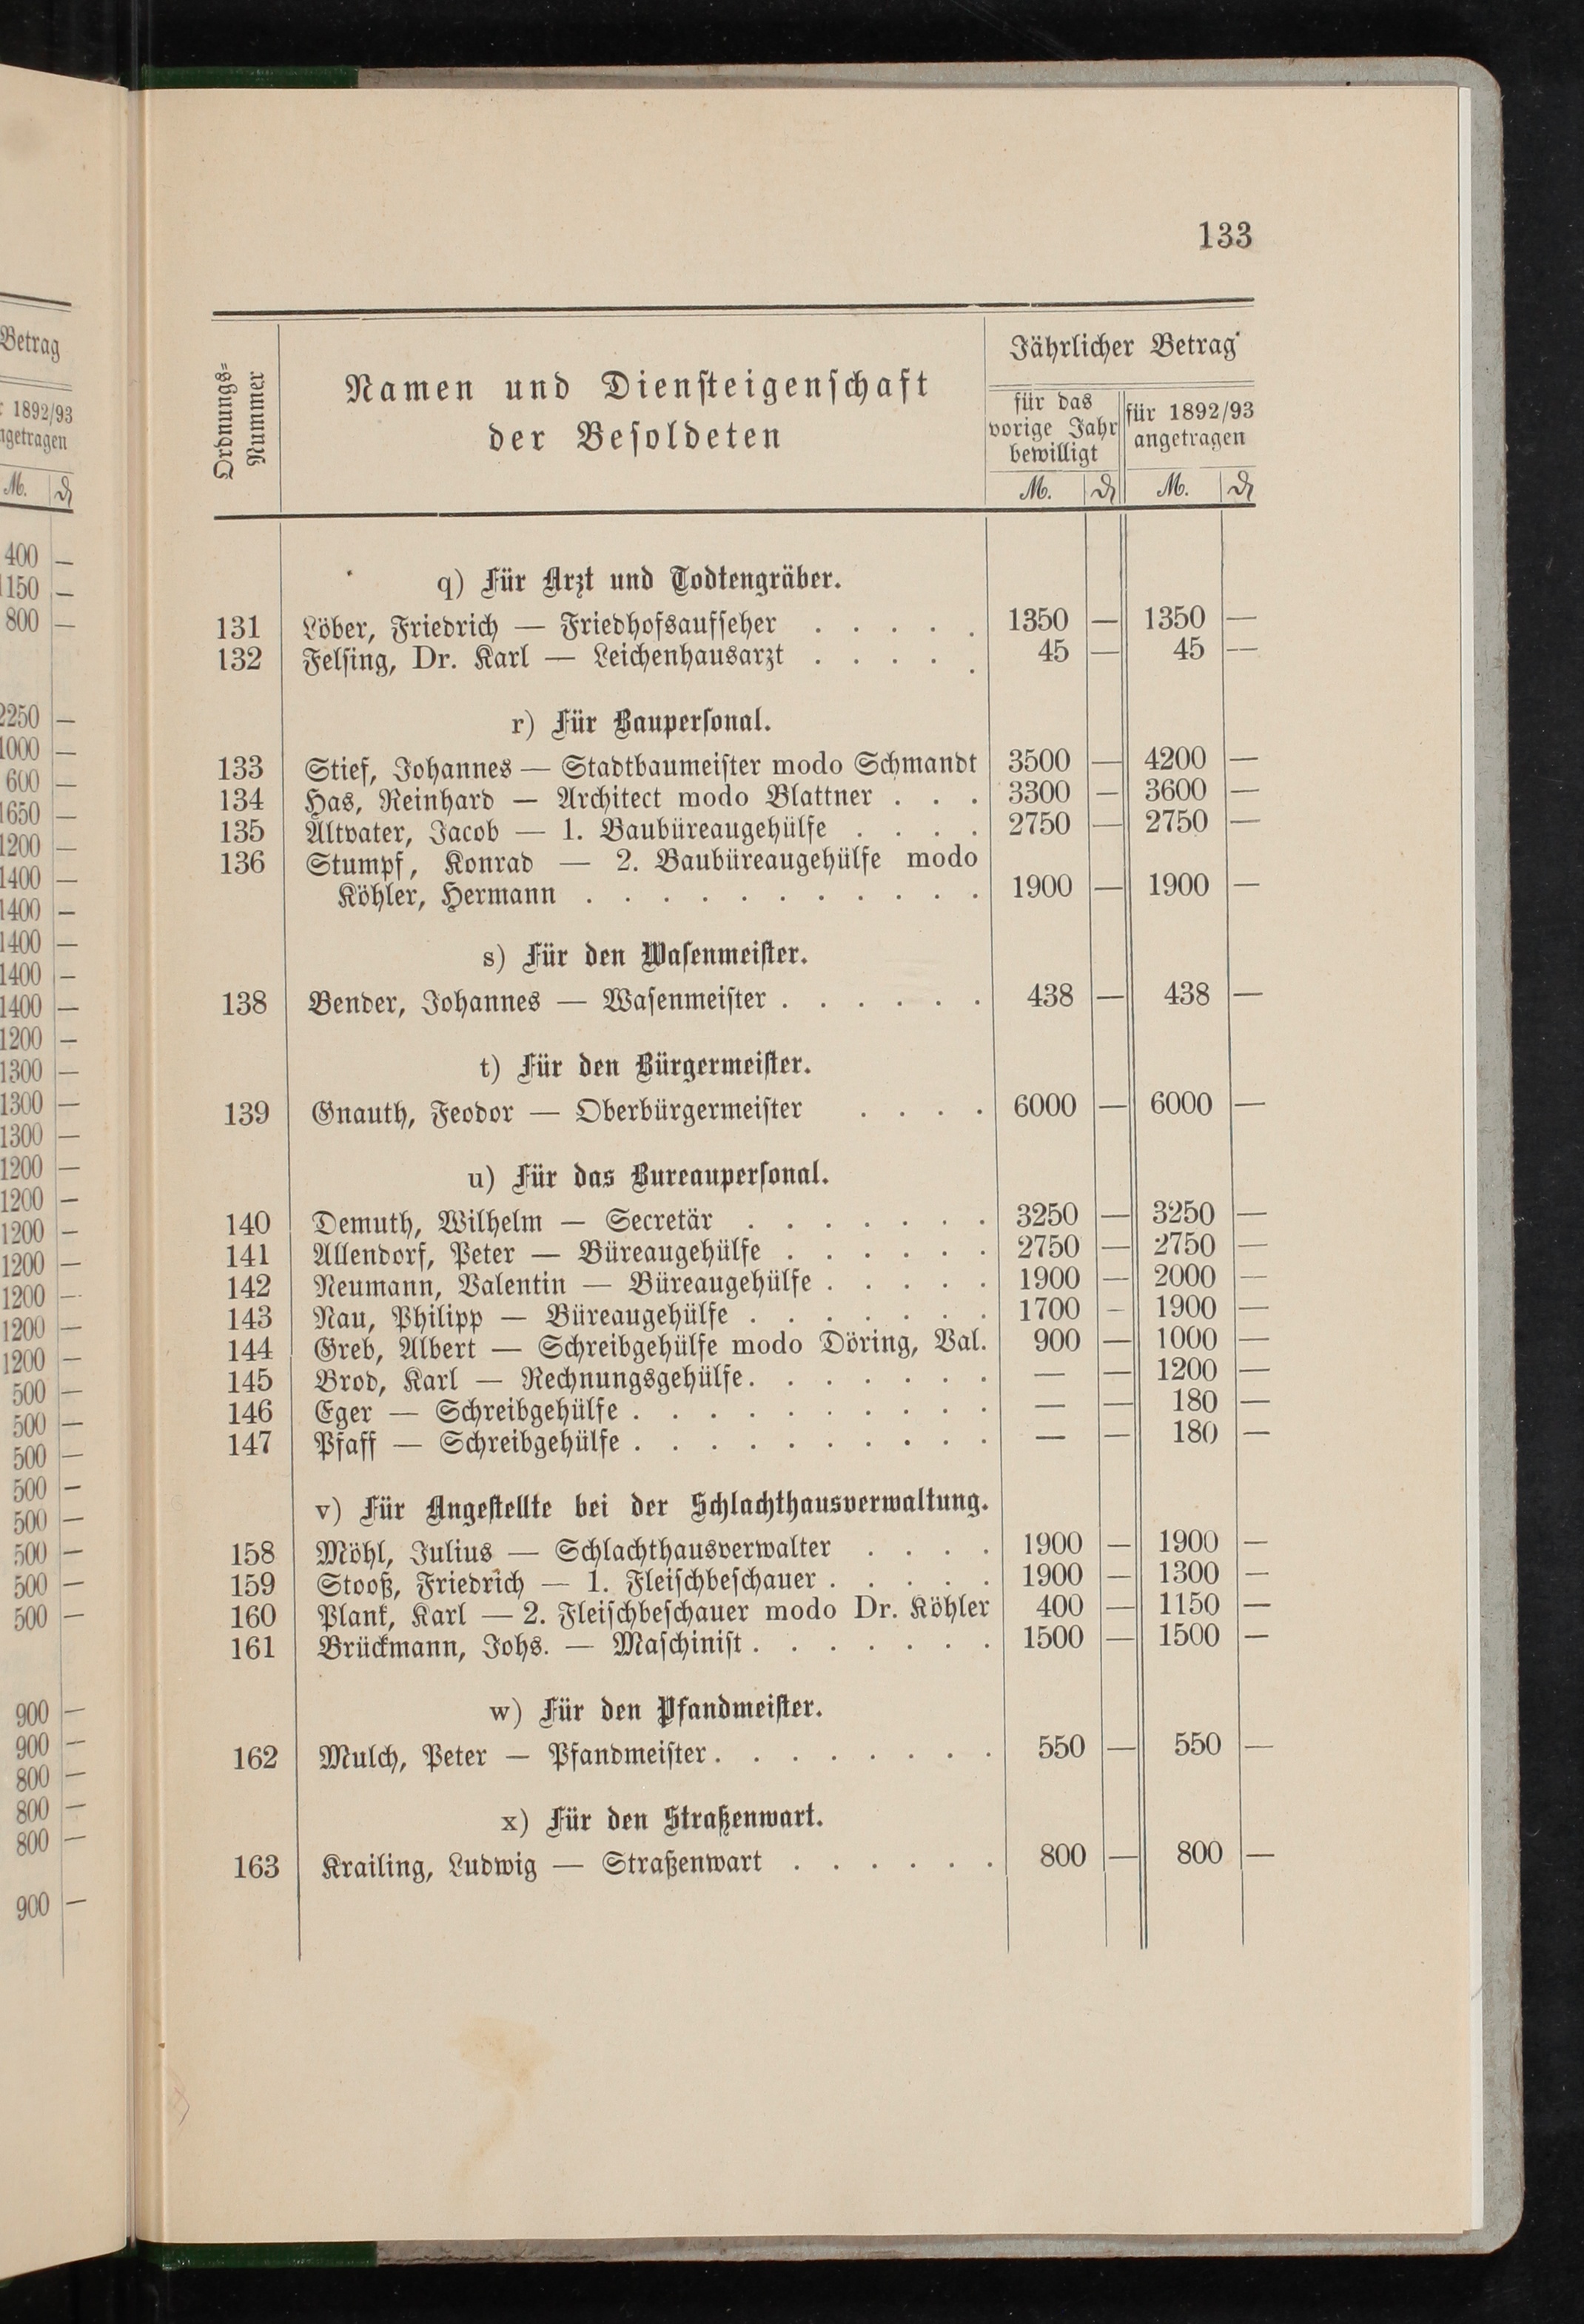 133
Ordnungs-
Nummer
Namen und Diensteigenschaft
der Besoldeten
Jährlicher Betrag
für das
vorige Jahr
bewilligt
für 1892/93
angetragen
M. ₰ M. ₰
q) Für Arzt und Todtengräber.
131 Löber, Friedrich — Friedhofsaufseher . . . . . 1350 — 1350 —
132 Felsing, Dr. Karl — Leichenhausarzt . . . . . 45 — 45 —
r) Für Baupersonal.
133 Stief, Johannes — Stadtbaumeister modo Schmandt 3500 — 4200 —
134 Has, Reinhard — Architect modo Blattner . . . 3300 — 3600 —
135 Altvater, Jacob — 1. Baubüreaugehülfe . . . . 2750 — 2750 —
136 Stumpf, Konrad — 2. Baubüreaugehülfe modo
Köhler, Hermann . . . . . . . . . . . 1900 — 1900 —
s) Für den Wasenmeister.
138 Bender, Johannes — Wasenmeister . . . . . . 438 — 438 —
t) Für den Bürgermeister.
139 Gnauth, Feodor — Oberbürgermeister . . . . 6000 — 6000 —
u) Für das Bureaupersonal.
140 Demuth, Wilhelm — Secretär . . . . . . . 3250 — 3250 —
141 Allendorf, Peter — Büreaugehülfe . . . . . . 2750 — 2750 —
142 Neumann, Valentin — Büreaugehülfe . . . . . 1900 — 2000 —
143 Nau, Philipp — Büreaugehülfe . . . . . . . 1700 — 1900 —
144 Greb, Albert — Schreibgehülfe modo Döring, Val. 900 — 1000 —
145 Brod, Karl — Rechnungsgehülfe . . . . . . . — — 1200 —
146 Eger — Schreibgehülfe . . . . . . . . . . — — 180 —
147 Pfaff — Schreibgehülfe . . . . . . . . . . — — 180 —
v) Für Angestellte bei der Schlachthausverwaltung.
158 Möhl, Julius — Schlachthausverwalter . . . . 1900 — 1900 —
159 Stooß, Friedrich — 1. Fleischbeschauer . . . . . 1900 — 1300 —
160 Plank, Karl — 2. Fleischbeschauer modo Dr. Köhler 400 — 1150 —
161 Brückmann, Johs. — Maschinist . . . . . . . 1500 — 1500 —
w) Für den Pfandmeister.
162 Mulch, Peter — Pfandmeister . . . . . . . . 550 — 550 —
x) Für den Straßenwart.
163 Krailing, Ludwig — Straßenwart . . . . . . 800 — 800 —